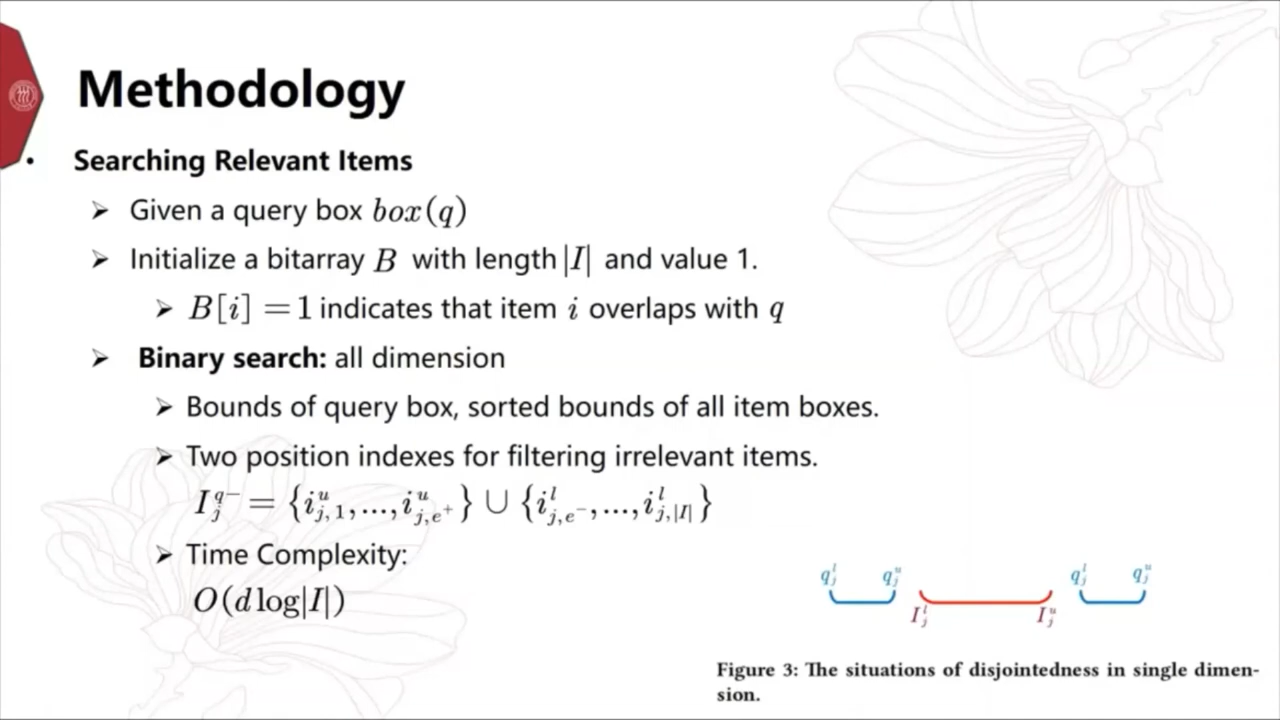 Methodology
• Searching Relevant Items
➢ Given a query box box(q)
➢ Initialize a bitarray B with length |I| and value 1.
➢ B[i] = 1 indicates that item i overlaps with q
➢ Binary search: all dimension
➢ Bounds of query box, sorted bounds of all item boxes.
➢ Two position indexes for filtering irrelevant items.
I_j^{q-} = {i_{j,1}^u,...,i_{j,e^+}^u} ∪ {i_{j,e^-}^l,...,i_{j,|I|}^l}
➢ Time Complexity:
O(d log|I|)
q_j^l q_j^u q_j^l q_j^u
I_j^l I_j^u
Figure 3: The situations of disjointedness in single dimen-
sion.